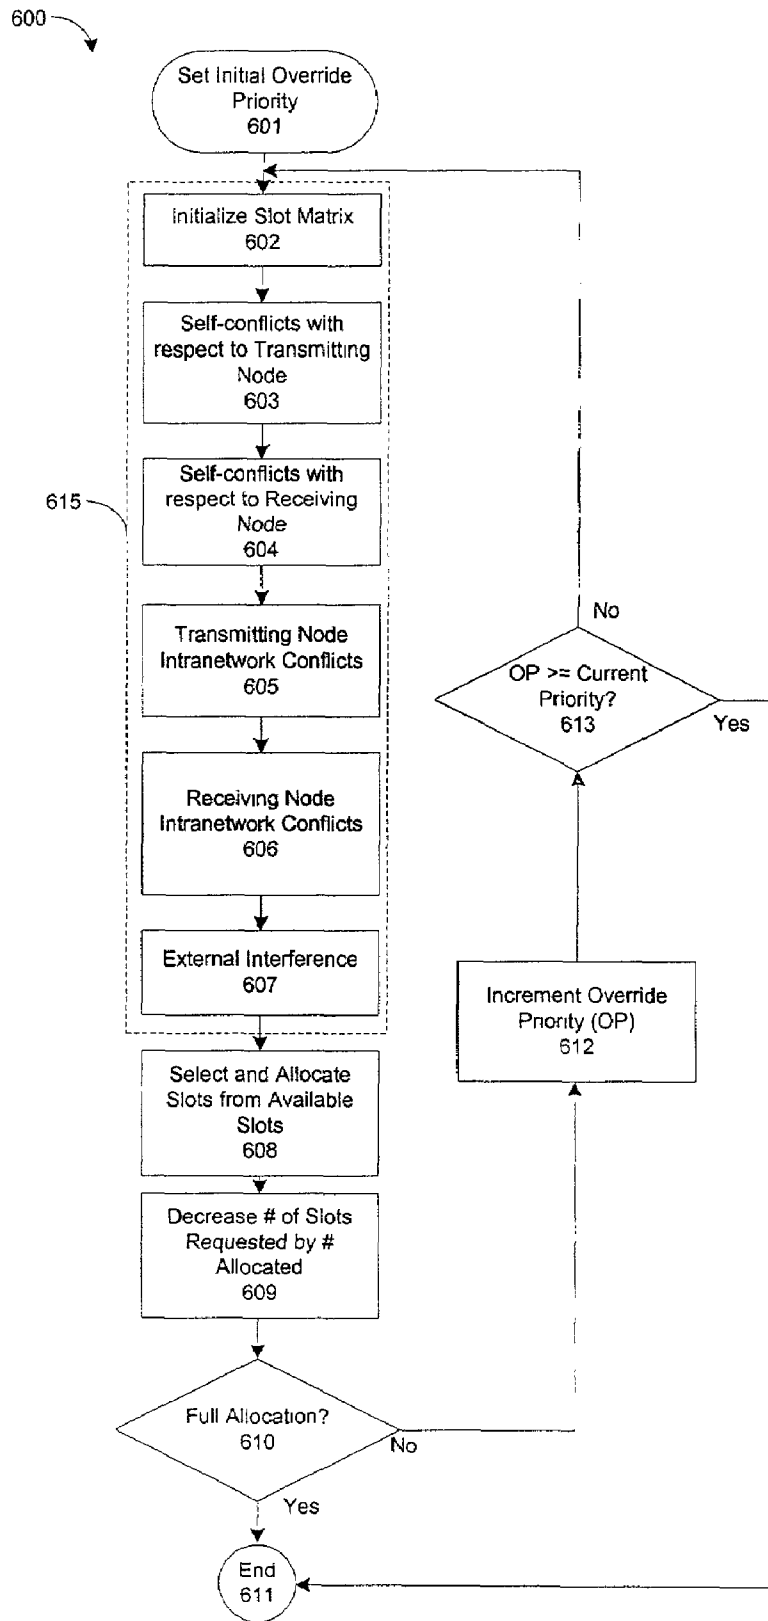 600
Set Initial Override
Priority
601
Initialize Slot Matrix
602
Self-conflicts with
respect to Transmitting
Node
603
Self-conflicts with
respect to Receiving
Node
604
615
Transmitting Node
Intranetwork Conflicts
605
Receiving Node
Intranetwork Conflicts
606
External Interference
607
Select and Allocate
Slots from Available
Slots
608
Decrease # of Slots
Requested by #
Allocated
609
Full Allocation?
610
No
Yes
End
611
Increment Override
Priority (OP)
612
OP >= Current
Priority?
613
No
Yes